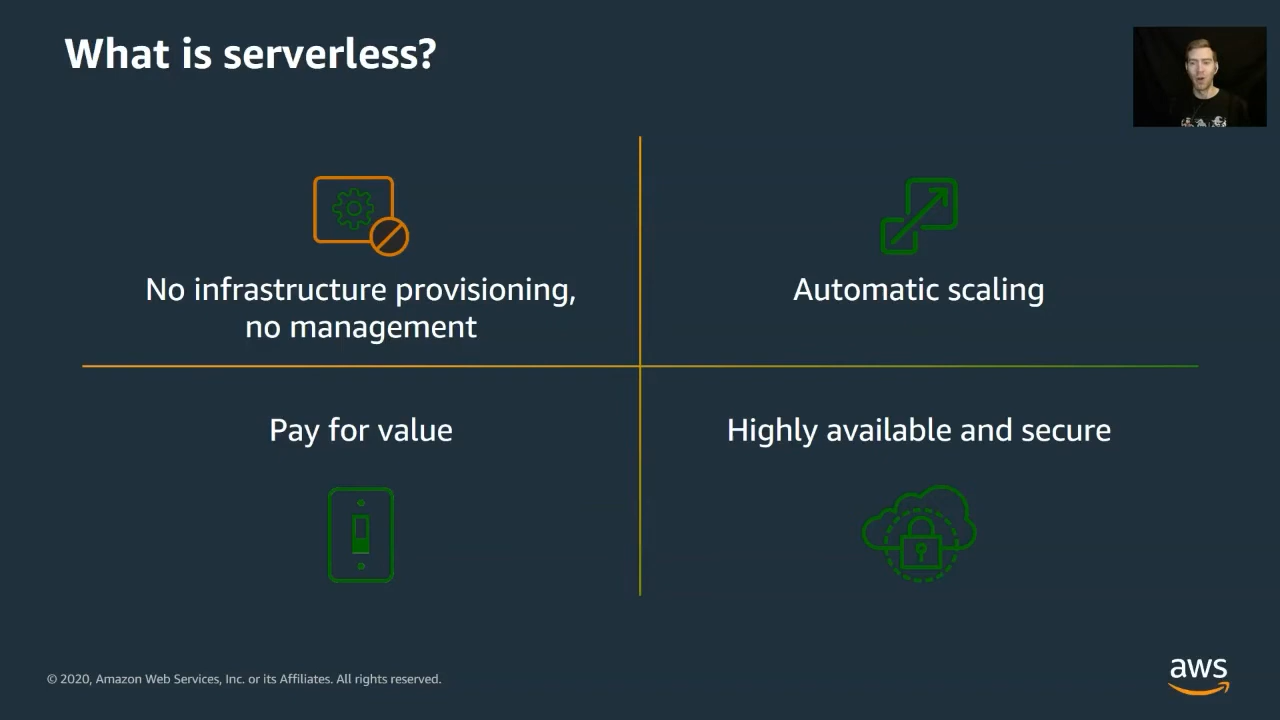 What is serverless?
No infrastructure provisioning,
no management
Automatic scaling
Pay for value
Highly available and secure
© 2020, Amazon Web Services, Inc. or its Affiliates. All rights reserved.
aws